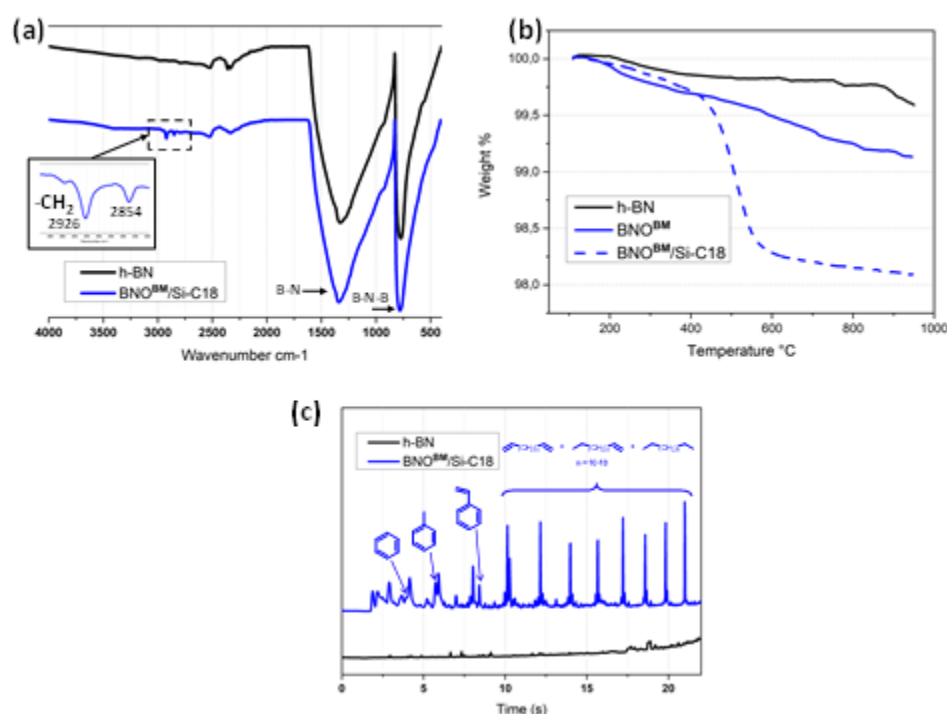 (a)
-CH2
2926
2854
h-BN
BNOBM/Si-C18
B-N
B-N-B
4000 3500 3000 2500 2000 1500 1000 500
Wavenumber cm-1
(b)
100,0
99,5
99,0
98,5
98,0
Weight %
h-BN
BNOBM
BNOBM/Si-C18
0 200 400 600 800 1000
Temperature °C
(c)
h-BN
BNOBM/Si-C18
0 5 10 15 20
Time (s)